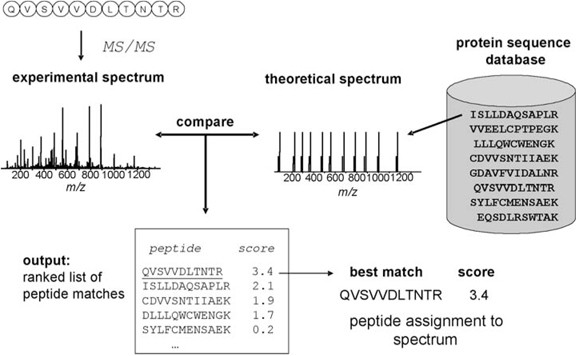 Q V S V V D L T N T R
MS/MS
experimental spectrum
200 400 600 800 1000 1200
m/z
compare
theoretical spectrum
200 400 600 800 1000 1200
m/z
protein sequence
database
ISLLDAQSAPLR
VVEELCPTPEGK
LLLQWCWENGK
CDVVSNTIIAEK
GDAVFVIDALNR
QVSVVDLTNTR
SYLFCMENSAEK
EQSDLRSWTAK
output:
ranked list of
peptide matches
peptide score
QVSVVDLTNTR 3.4
ISLLDAQSAPLR 2.1
CDVVSNTIIAEK 1.9
DLLLQWCWENGK 1.7
SYLFCMENSAEK 0.2
...
best match score
QVSVVDLTNTR 3.4
peptide assignment to
spectrum